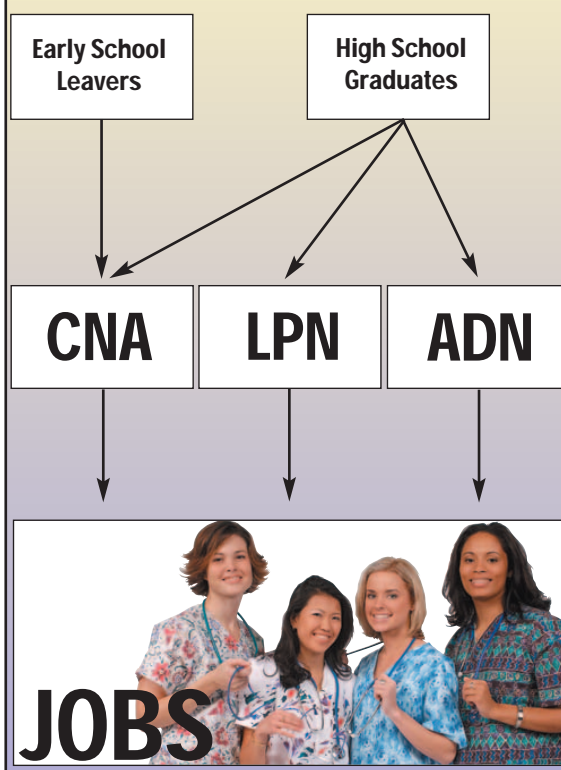 Early School
Leavers
High School
Graduates
CNA
LPN
ADN
JOBS